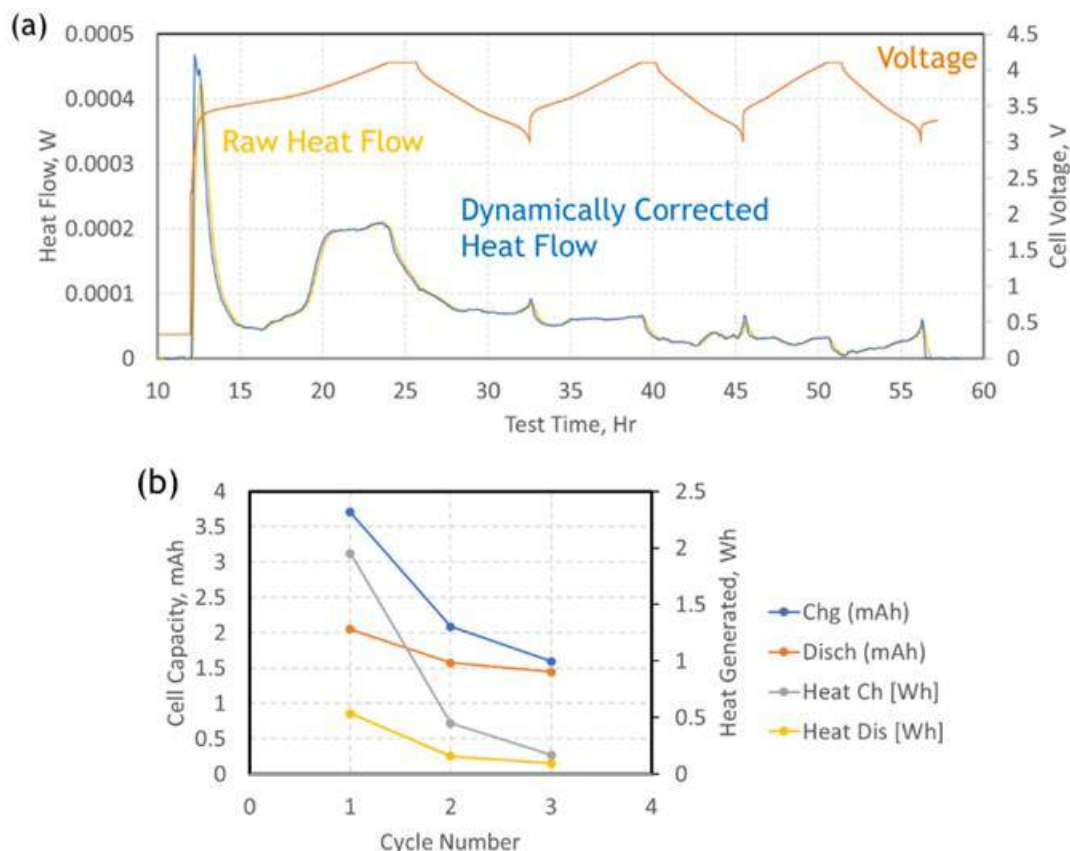 (a)
0.0005
0.0004
0.0003
0.0002
0.0001
0
Heat Flow, W
4.5
4
3.5
3
2.5
2
1.5
1
0.5
0
Cell Voltage, V
Voltage
Raw Heat Flow
Dynamically Corrected
Heat Flow
10 15 20 25 30 35 40 45 50 55 60
Test Time, Hr
(b)
4
3.5
3
2.5
2
1.5
1
0.5
0
Cell Capacity, mAh
2.5
2
1.5
1
0.5
0
Heat Generated, Wh
0 1 2 3 4
Cycle Number
Chg (mAh)
Disch (mAh)
Heat Ch [Wh]
Heat Dis [Wh]